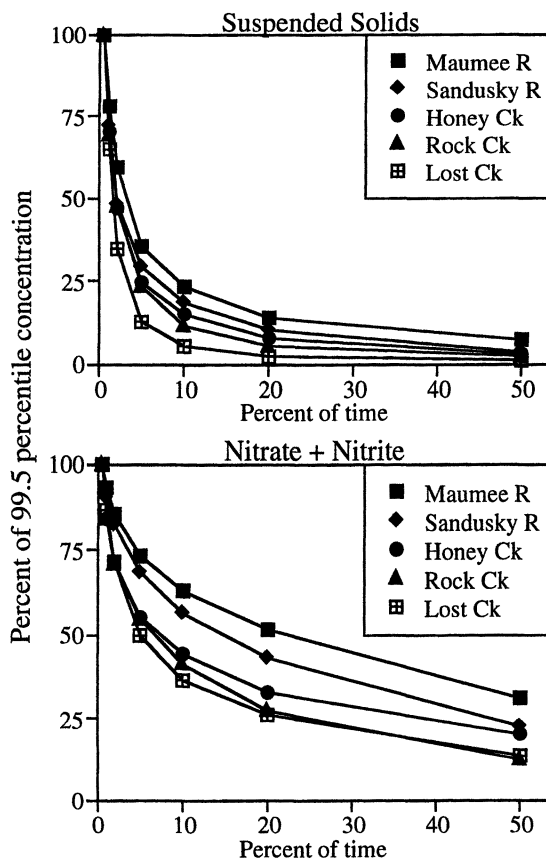 Suspended Solids
100
75
50
25
0
Maumee R
Sandusky R
Honey Ck
Rock Ck
Lost Ck
0 10 20 30 40 50
Percent of time
Percent of 99.5 percentile concentration
Nitrate + Nitrite
100
75
50
25
0
Maumee R
Sandusky R
Honey Ck
Rock Ck
Lost Ck
0 10 20 30 40 50
Percent of time